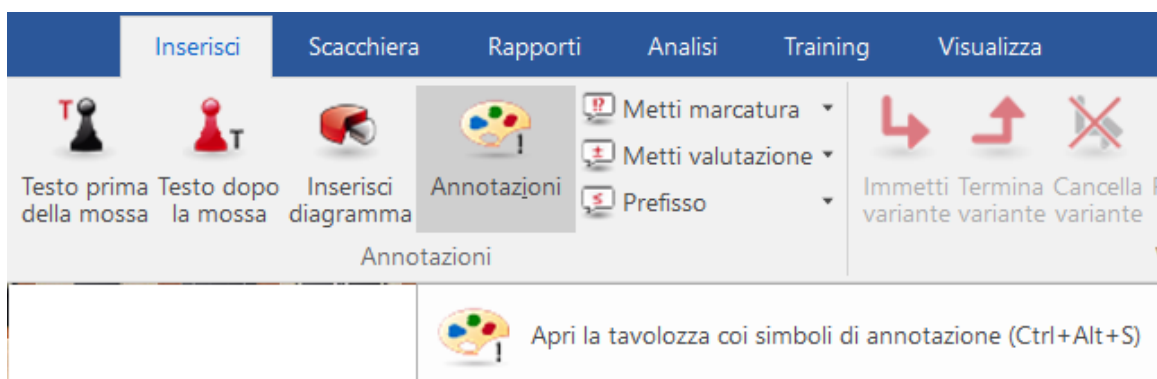 Inserisci Scacchiera Rapporti Analisi Training Visualizza
Testo prima della mossa
Testo dopo la mossa
Inserisci diagramma
Annotazioni
Metti marcatura
Metti valutazione
Prefisso
Immetti variante
Termina variante
Cancella variante
Annotazioni
Apri la tavolozza coi simboli di annotazione (Ctrl+Alt+S)